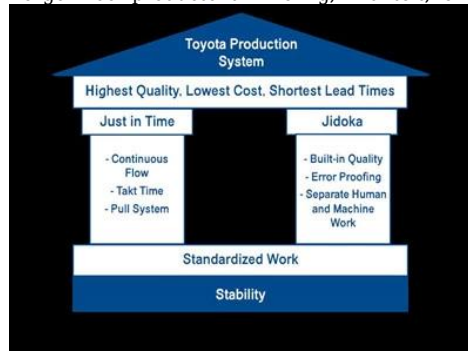 Toyota Production
System
Highest Quality, Lowest Cost, Shortest Lead Times
Just in Time
- Continuous
Flow
- Takt Time
- Pull System
Jidoka
- Built-in Quality
- Error Proofing
- Separate Human
and Machine
Work
Standardized Work
Stability